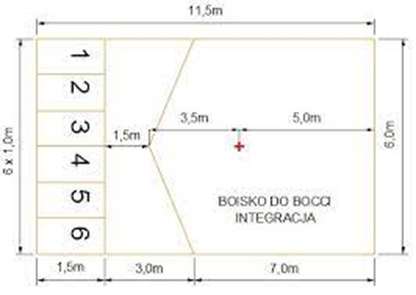 11,5m
1
2
3
4
5
6
6 x 1,0m
1,5m
3,5m
5,0m
6,0m
BOISKO DO BOCCI
INTEGRACJA
1,5m
3,0m
7,0m